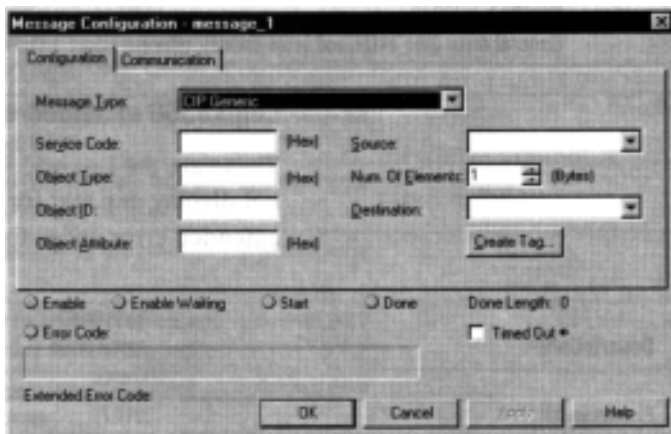 Message Configuration - message_1
Configuration Communication
Message Type: CIP Generic
Service Code: (Hex) Source:
Object Type: (Hex) Num. Of Elements: 1 (Bytes)
Object ID: Destination:
Object Attribute: (Hex) Create Tag...
Enable Enable Waiting Start Done Done Length: 0
Error Code: Timed Out
Extended Error Code:
OK Cancel Apply Help